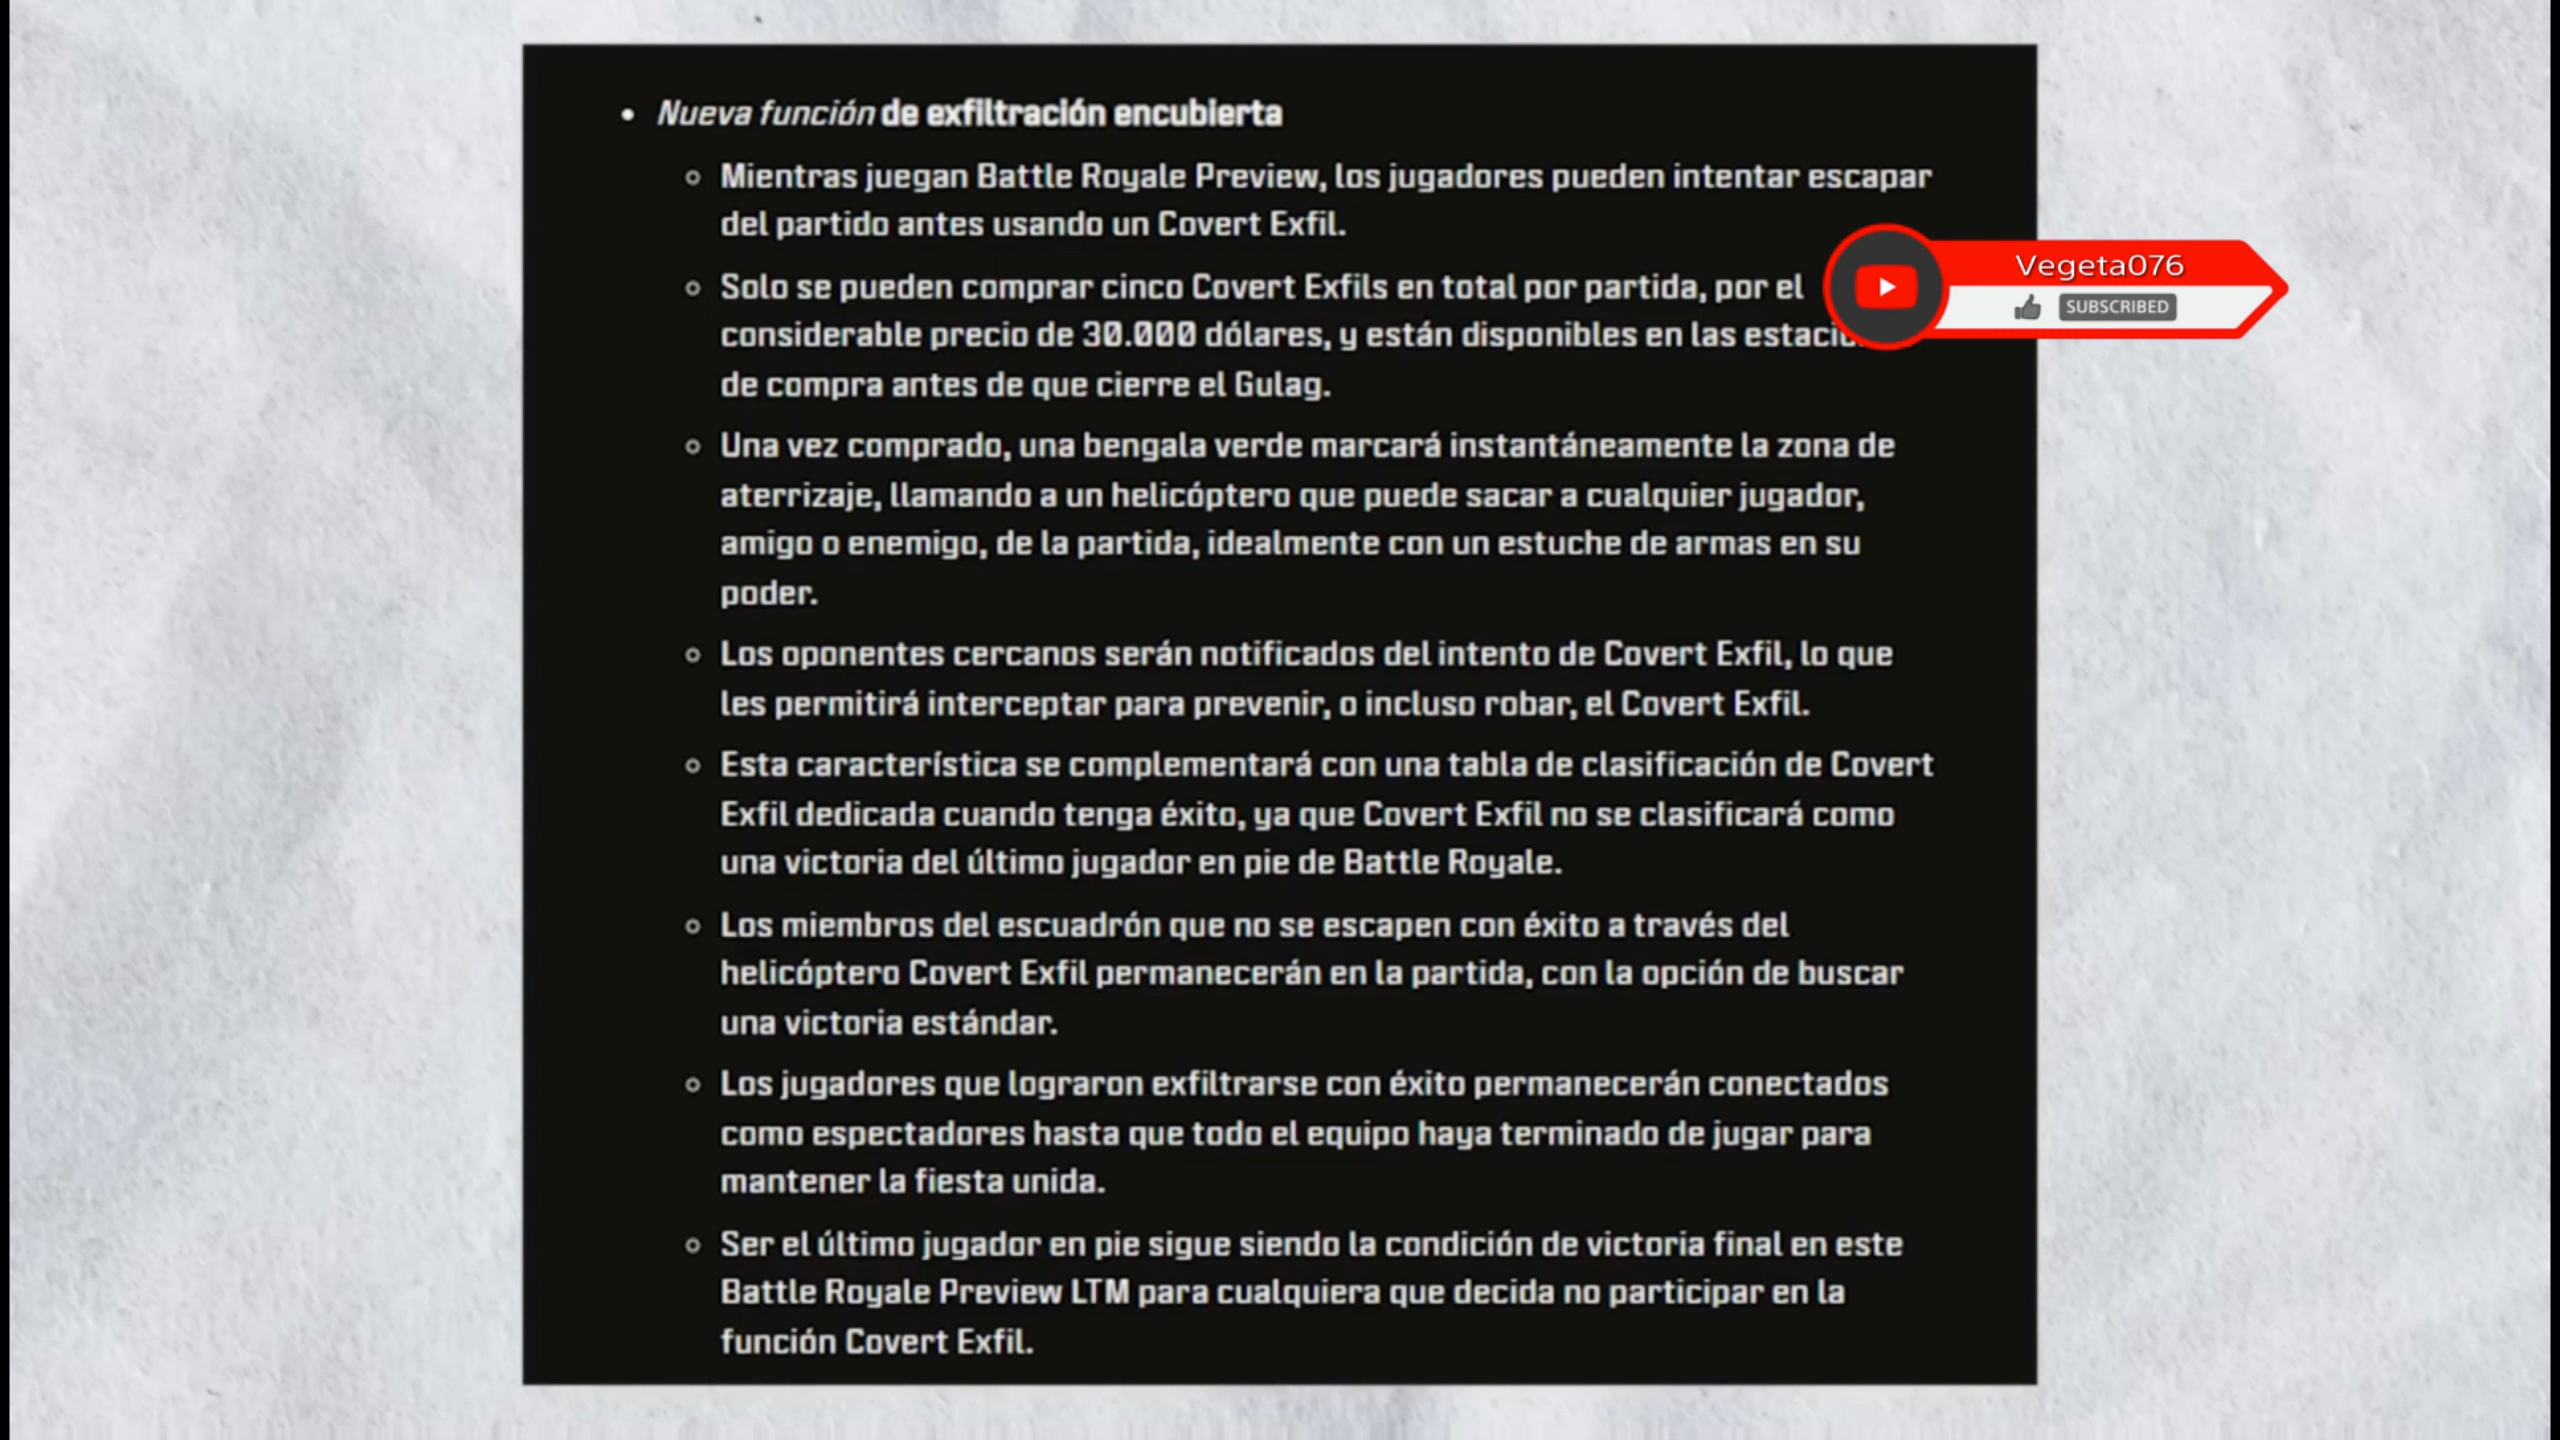 Nueva función de exfiltración encubierta
Mientras juegan Battle Royale Preview, los jugadores pueden intentar escapar
del partido antes usando un Covert Exfil.
Solo se pueden comprar cinco Covert Exfils en total por partida, por el
considerable precio de 30.000 dólares, y están disponibles en las
de compra antes de que cierre el Gulag.
Una vez comprado, una bengala verde marcará instantáneamente la zona de
aterrizaje, llamando a un helicóptero que puede sacar a cualquier jugador,
amigo o enemigo, de la partida, idealmente con un estuche de armas en su
poder.
Los oponentes cercanos serán notificados del intento de Covert Exfil, lo que
les permitirá interceptar para prevenir, o incluso robar, el Covert Exfil.
Esta característica se complementará con una tabla de clasificación de Covert
Exfil dedicada cuando tenga éxito, ya que Covert Exfil no se clasificará como
una victoria del último jugador en pie de Battle Royale.
Los miembros del escuadrón que no se escapen con éxito a través del
helicóptero Covert Exfil permanecerán en la partida, con la opción de buscar
una victoria estándar.
Los jugadores que lograron exfiltrarse con éxito permanecerán conectados
como espectadores hasta que todo el equipo haya terminado de jugar para
mantener la fiesta unida.
Ser el último jugador en pie sigue siendo la condición de victoria final en este
Battle Royale Preview LTM para cualquiera que decida no participar en la
función Covert Exfil.
Vegeta076
SUBSCRIBED